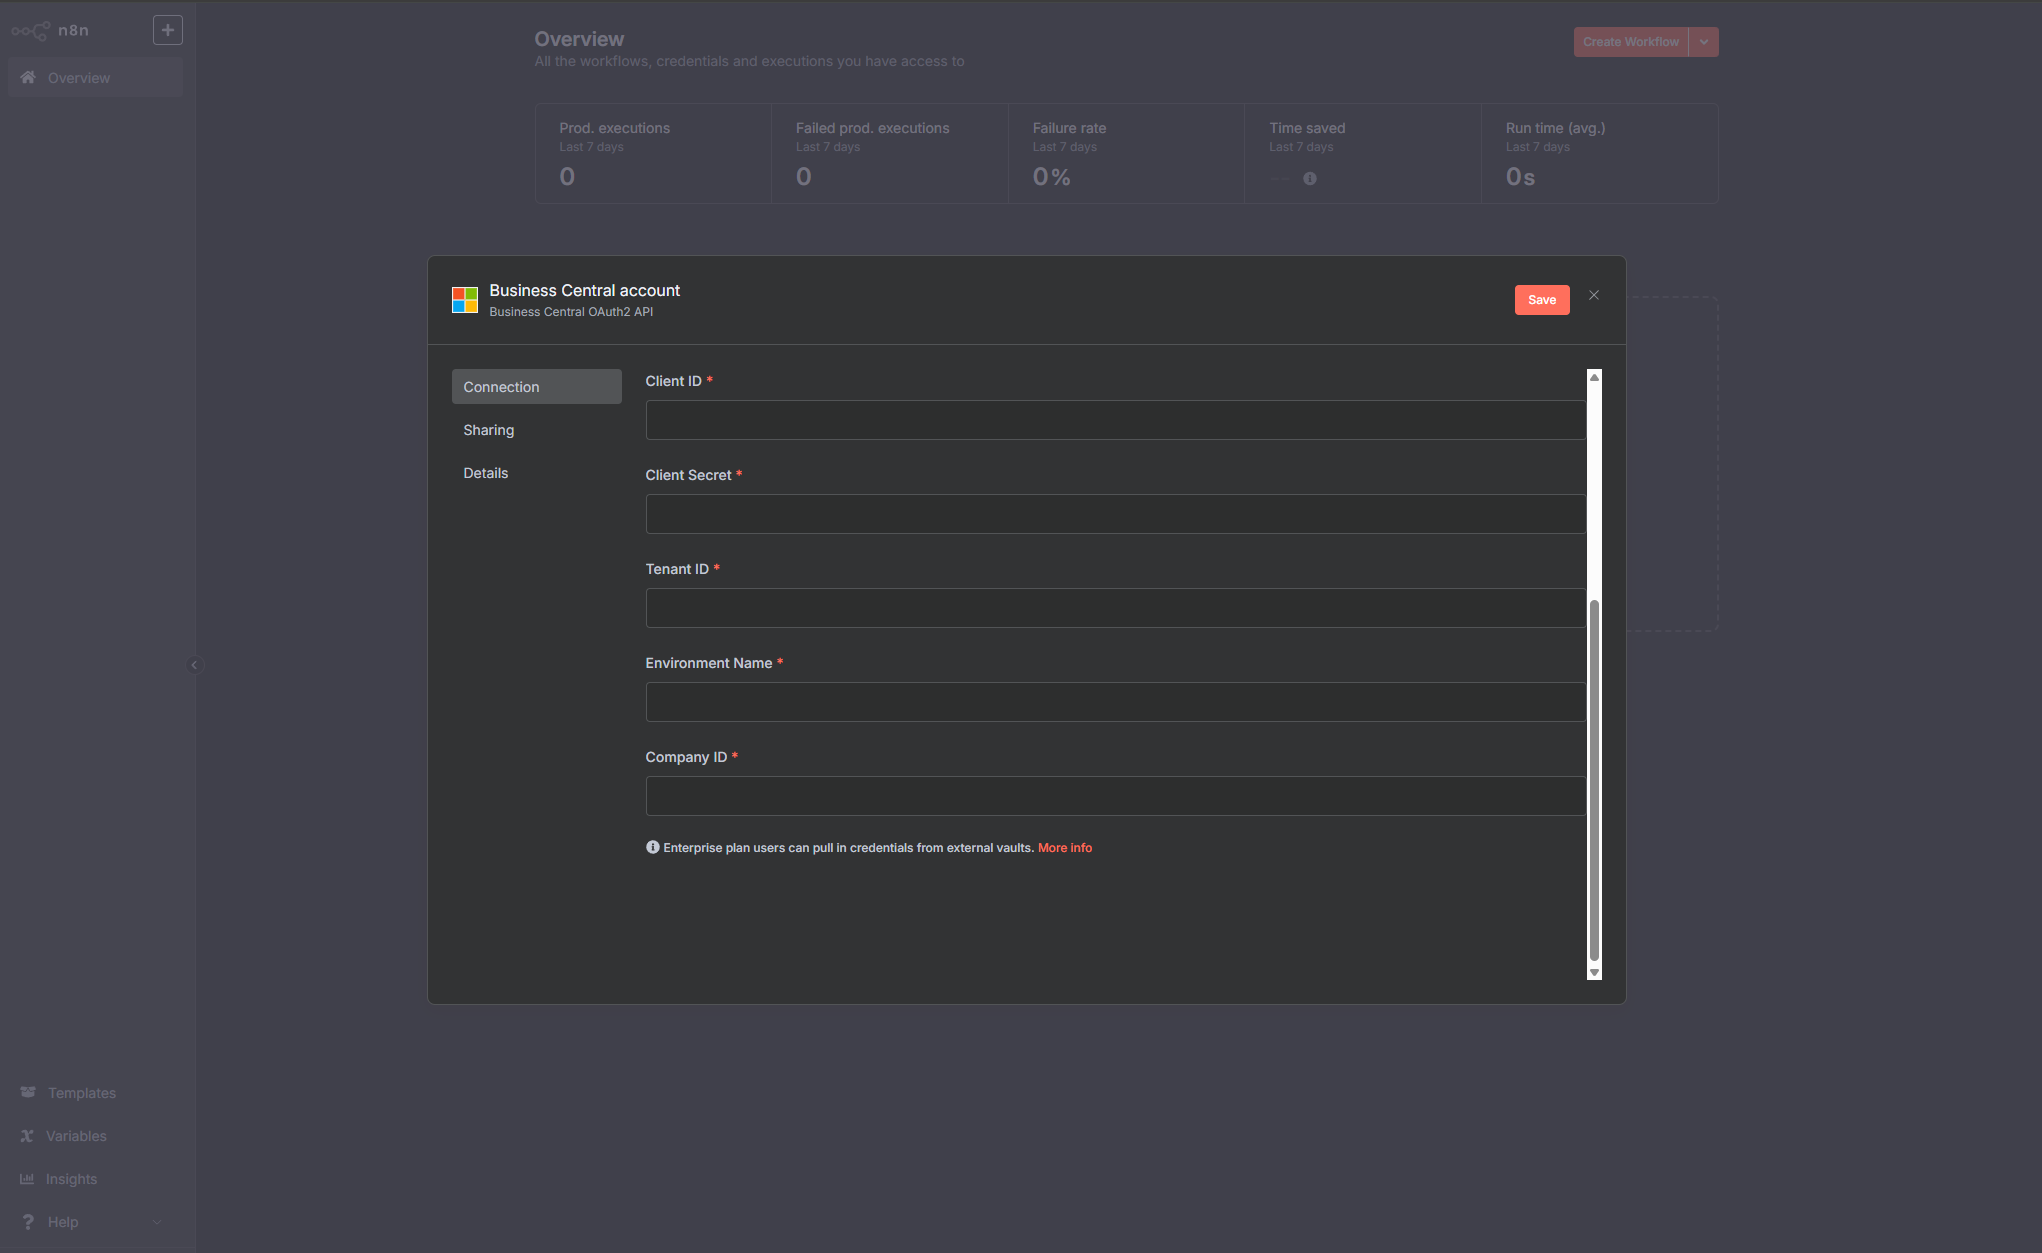 n8n
Overview
Overview
All the workflows, credentials and executions you have access to
Create Workflow
Prod. executions
Last 7 days
0
Failed prod. executions
Last 7 days
0
Failure rate
Last 7 days
0%
Time saved
Last 7 days
--
Run time (avg.)
Last 7 days
0s
Business Central account
Business Central OAuth2 API
Save
Connection
Sharing
Details
Client ID *
Client Secret *
Tenant ID *
Environment Name *
Company ID *
Enterprise plan users can pull in credentials from external vaults. More info
Templates
Variables
Insights
Help